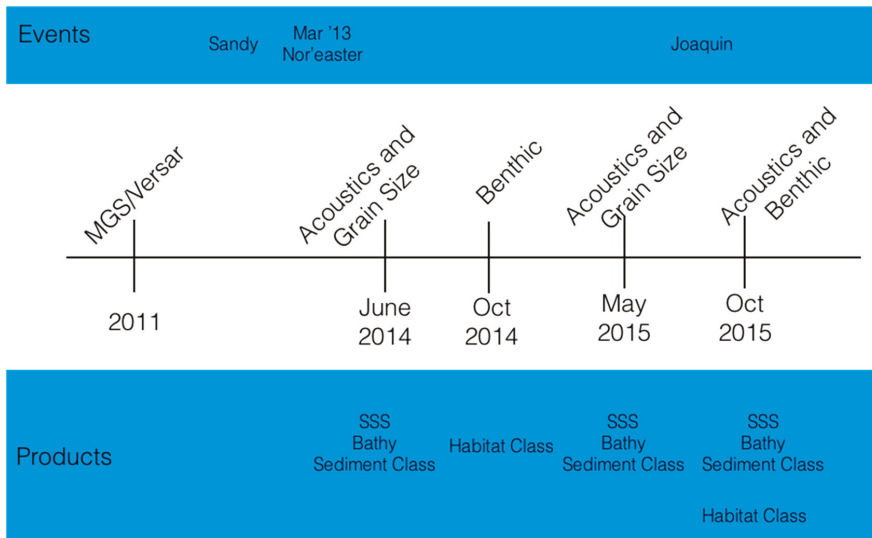 Events
Sandy
Mar ’13
Nor’easter
Joaquin
MGS/Versar
Acoustics and
Grain Size
Benthic
Acoustics and
Grain Size
Acoustics and
Benthic
2011
June
2014
Oct
2014
May
2015
Oct
2015
Products
SSS
Bathy
Sediment Class
Habitat Class
SSS
Bathy
Sediment Class
SSS
Bathy
Sediment Class
Habitat Class